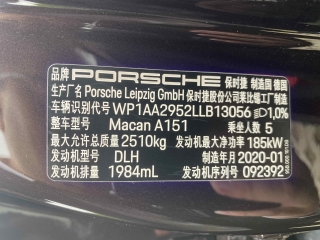 品牌 PORSCHE 保时捷 制造国 德国
生产厂名 Porsche Leipzig GmbH 保时捷股份公司莱比锡工厂制造
车辆识别代号 WP1AA2952LLB13056 1,0%
车辆型号 Macan A151 乘坐人数 5
最大允许总质量 2510kg 发动机最大净功率 185kW
发动机型号 DLH 制造年月 2020-01
发动机排量 1984mL 发动机序列号 092392